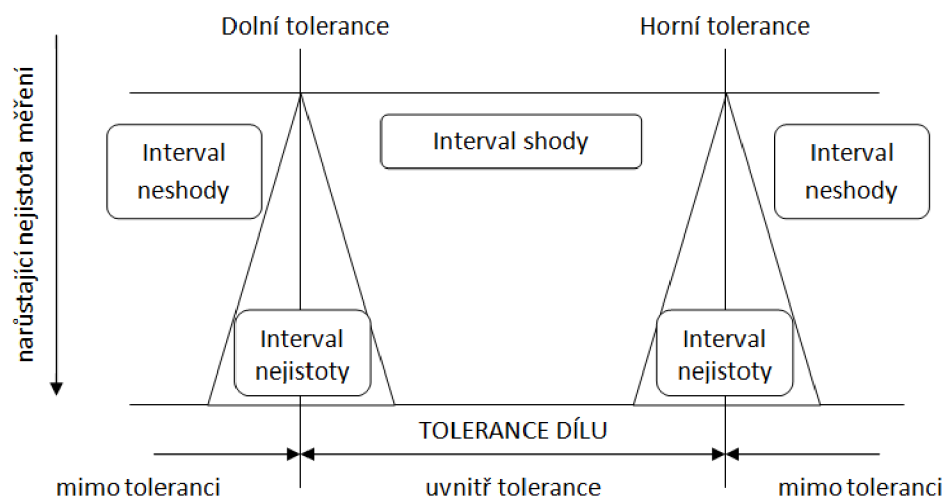 Dolní tolerance
Horní tolerance
narůstající nejistota měření
Interval
neshody
Interval shody
Interval
neshody
Interval
nejistoty
Interval
nejistoty
TOLERANCE DÍLU
mimo toleranci
uvnitř tolerance
mimo toleranci